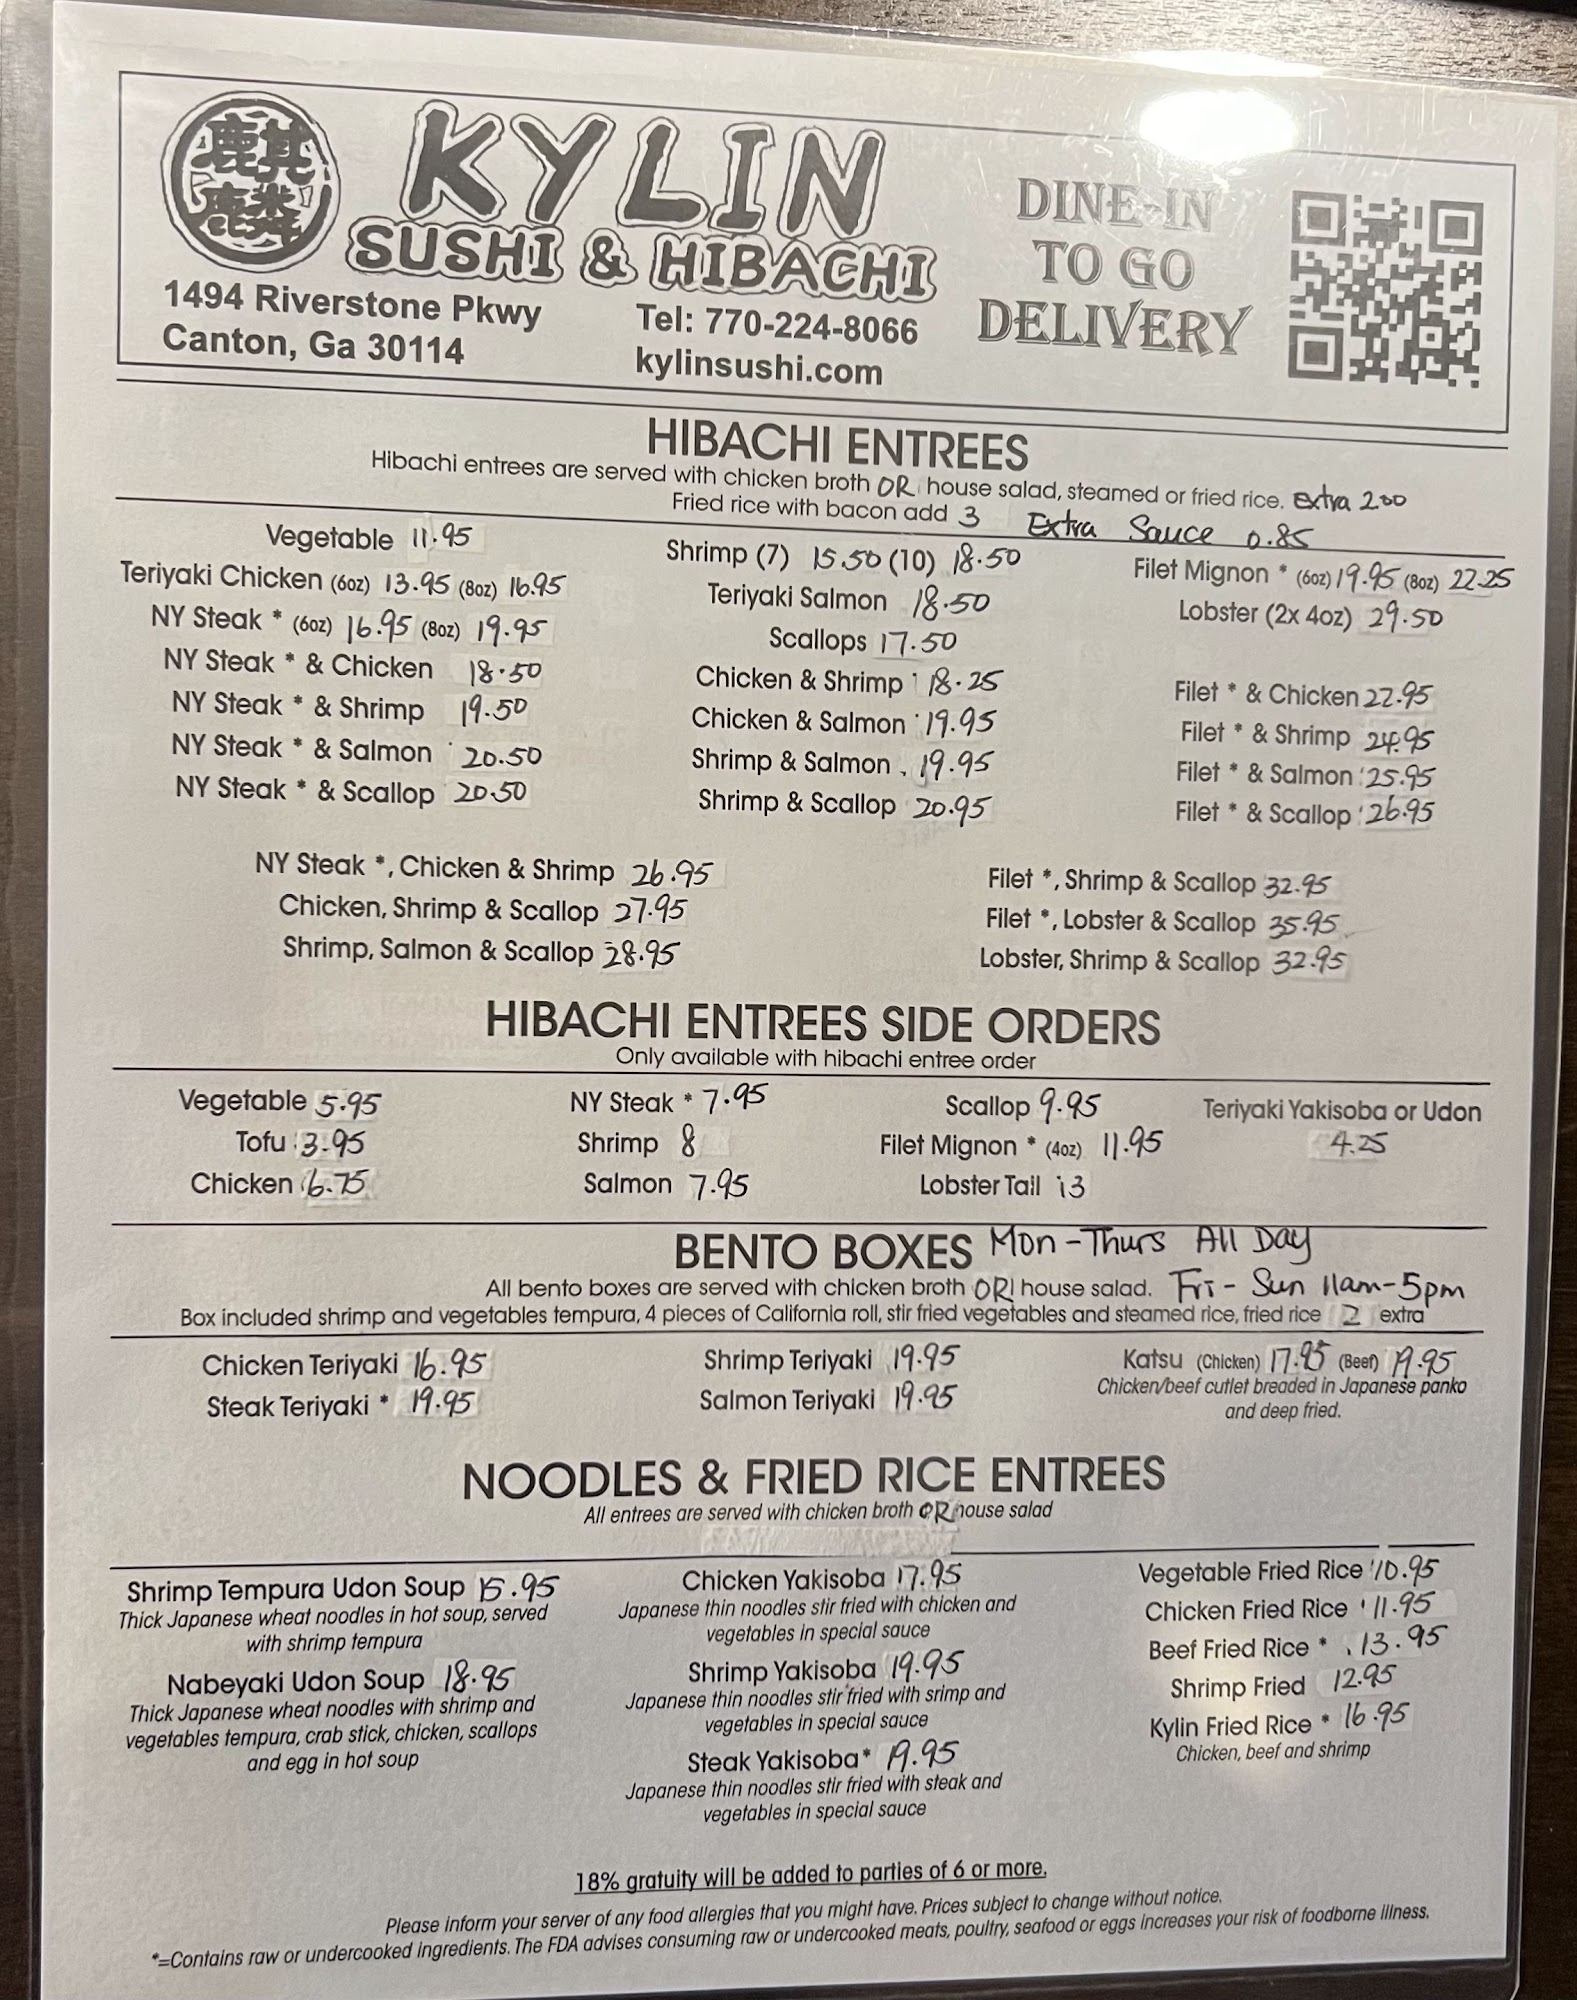 麒麟
KYLIN
SUSHI & HIBACHI
1494 Riverstone Pkwy
Canton, Ga 30114
Tel: 770-224-8066
kylinsushi.com
DINE-IN
TO GO
DELIVERY
HIBACHI ENTREES
Hibachi entrees are served with chicken broth OR house salad, steamed or fried rice. Extra 2.00
Fried rice with bacon add 3 Extra Sauce 0.85
Vegetable 11.95
Teriyaki Chicken (6oz) 13.95 (8oz) 16.95
NY Steak * (6oz) 16.95 (8oz) 19.95
NY Steak * & Chicken 18.50
NY Steak * & Shrimp 19.50
NY Steak * & Salmon 20.50
NY Steak * & Scallop 20.50
Shrimp (7) 15.50 (10) 18.50
Teriyaki Salmon 18.50
Scallops 17.50
Chicken & Shrimp 18.25
Chicken & Salmon 19.95
Shrimp & Salmon 19.95
Shrimp & Scallop 20.95
Filet Mignon * (6oz) 19.95 (8oz) 22.25
Lobster (2x 4oz) 29.50
Filet * & Chicken 22.95
Filet * & Shrimp 24.95
Filet * & Salmon 25.95
Filet * & Scallop 26.95
NY Steak *, Chicken & Shrimp 26.95
Chicken, Shrimp & Scallop 27.95
Shrimp, Salmon & Scallop 28.95
Filet *, Shrimp & Scallop 32.95
Filet *, Lobster & Scallop 35.95
Lobster, Shrimp & Scallop 32.95
HIBACHI ENTREES SIDE ORDERS
Only available with hibachi entree order
Vegetable 5.95
Tofu 3.95
Chicken 6.75
NY Steak * 7.95
Shrimp 8
Salmon 7.95
Scallop 9.95
Filet Mignon * (4oz) 11.95
Lobster Tail 13
Teriyaki Yakisoba or Udon
4.25
BENTO BOXES Mon-Thurs All Day
All bento boxes are served with chicken broth OR house salad. Fri - Sun 11am-5pm
Box included shrimp and vegetables tempura, 4 pieces of California roll, stir fried vegetables and steamed rice, fried rice 2 extra
Chicken Teriyaki 16.95
Steak Teriyaki * 19.95
Shrimp Teriyaki 19.95
Salmon Teriyaki 19.95
Katsu (Chicken) 17.95 (Beef) 19.95
Chicken/beef cutlet breaded in Japanese panko
and deep fried.
NOODLES & FRIED RICE ENTREES
All entrees are served with chicken broth OR house salad
Shrimp Tempura Udon Soup 15.95
Thick Japanese wheat noodles in hot soup, served
with shrimp tempura
Nabeyaki Udon Soup 18.95
Thick Japanese wheat noodles with shrimp and
vegetables tempura, crab stick, chicken, scallops
and egg in hot soup
Chicken Yakisoba 17.95
Japanese thin noodles stir fried with chicken and
vegetables in special sauce
Shrimp Yakisoba 19.95
Japanese thin noodles stir fried with srimp and
vegetables in special sauce
Steak Yakisoba* 19.95
Japanese thin noodles stir fried with steak and
vegetables in special sauce
Vegetable Fried Rice 10.95
Chicken Fried Rice 11.95
Beef Fried Rice * 13.95
Shrimp Fried 12.95
Kylin Fried Rice * 16.95
Chicken, beef and shrimp
18% gratuity will be added to parties of 6 or more.
Please inform your server of any food allergies that you might have. Prices subject to change without notice.
*=Contains raw or undercooked ingredients. The FDA advises consuming raw or undercooked meats, poultry, seafood or eggs increases your risk of foodborne illness.